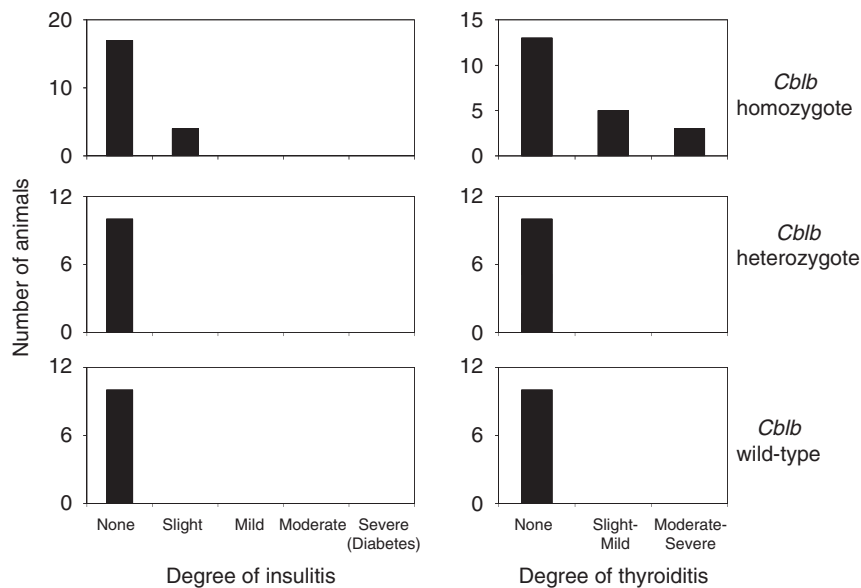 20
10
0
15
10
5
0
Cblb
homozygote
12
6
0
12
6
0
Cblb
heterozygote
12
6
0
12
6
0
Cblb
wild-type
Number of animals
None Slight Mild Moderate Severe
(Diabetes)
None Slight- Moderate-
Mild Severe
Degree of insulitis
Degree of thyroiditis